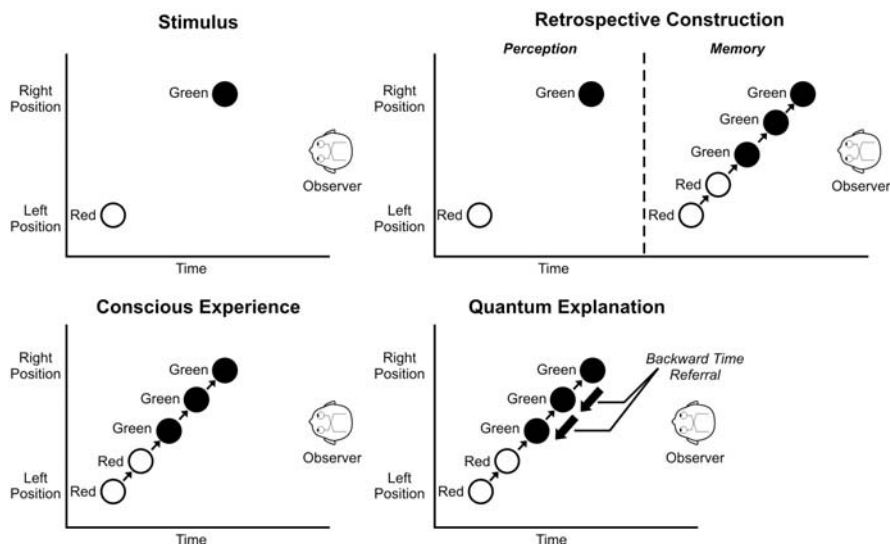 Stimulus
Right
Position
Green
Observer
Red
Left
Position
Time
Retrospective Construction
Perception
Memory
Right
Position
Green
Green
Green
Green
Red
Observer
Left
Position
Red
Red
Time
Conscious Experience
Right
Position
Green
Green
Green
Observer
Red
Left
Position
Red
Time
Quantum Explanation
Right
Position
Green
Backward Time
Referral
Green
Green
Observer
Red
Left
Position
Red
Time